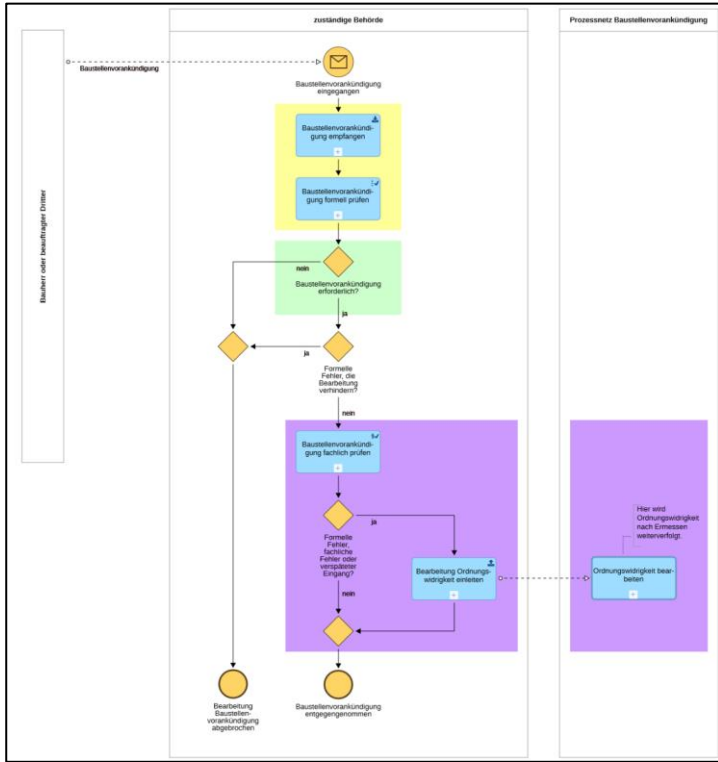 zuständige Behörde
Prozessnetz Baustellenvorankündigung
Bauherr oder beauftragter Dritter
Baustellenvorankündigung
Baustellenvorankündigung
eingegangen
Baustellenvorankündi-
gung empfangen
Baustellenvorankündi-
gung formell prüfen
nein
Baustellenvorankündigung
erforderlich?
ja
ja
Formelle
Fehler, die
Bearbeitung
verhindern?
nein
Baustellenvorankündi-
gung fachlich prüfen
ja
Formelle
Fehler,
fachliche
Fehler oder
verspäteter
Eingang?
nein
Bearbeitung Ordnungs-
widrigkeit einleiten
Hier wird
Ordnungswidrigkeit
nach Ermessen
weiterverfolgt.
Ordnungswidrigkeit bear-
beiten
Bearbeitung
Baustellen-
vorankündigung
abgebrochen
Baustellenvorankündigung
entgegengenommen